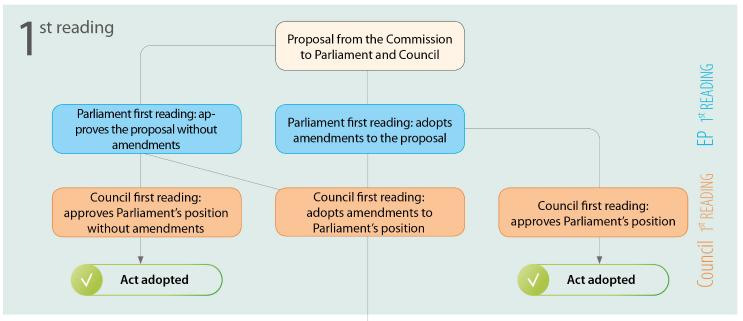 1st reading
Proposal from the Commission
to Parliament and Council
Parliament first reading: ap-
proves the proposal without
amendments
Parliament first reading: adopts
amendments to the proposal
EP 1st READING
Council first reading:
approves Parliament's position
without amendments
Council first reading:
adopts amendments to
Parliament's position
Council first reading:
approves Parliament's position
Council 1st READING
Act adopted
Act adopted